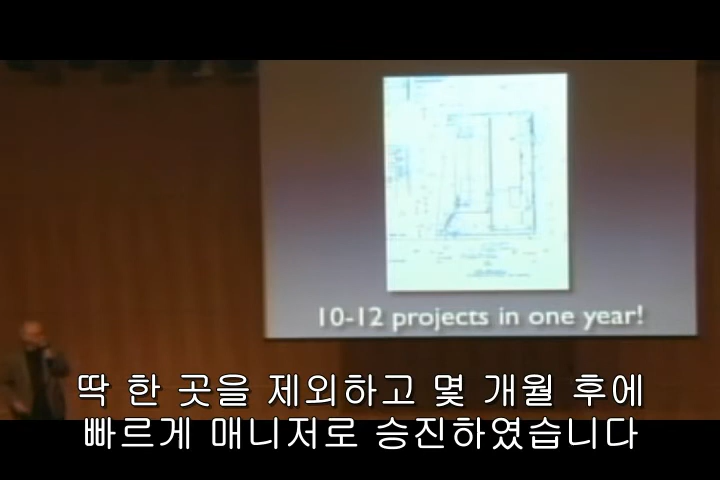 10-12 projects in one year!
딱 한 곳을 제외하고 몇 개월 후에
빠르게 매니저로 승진하였습니다